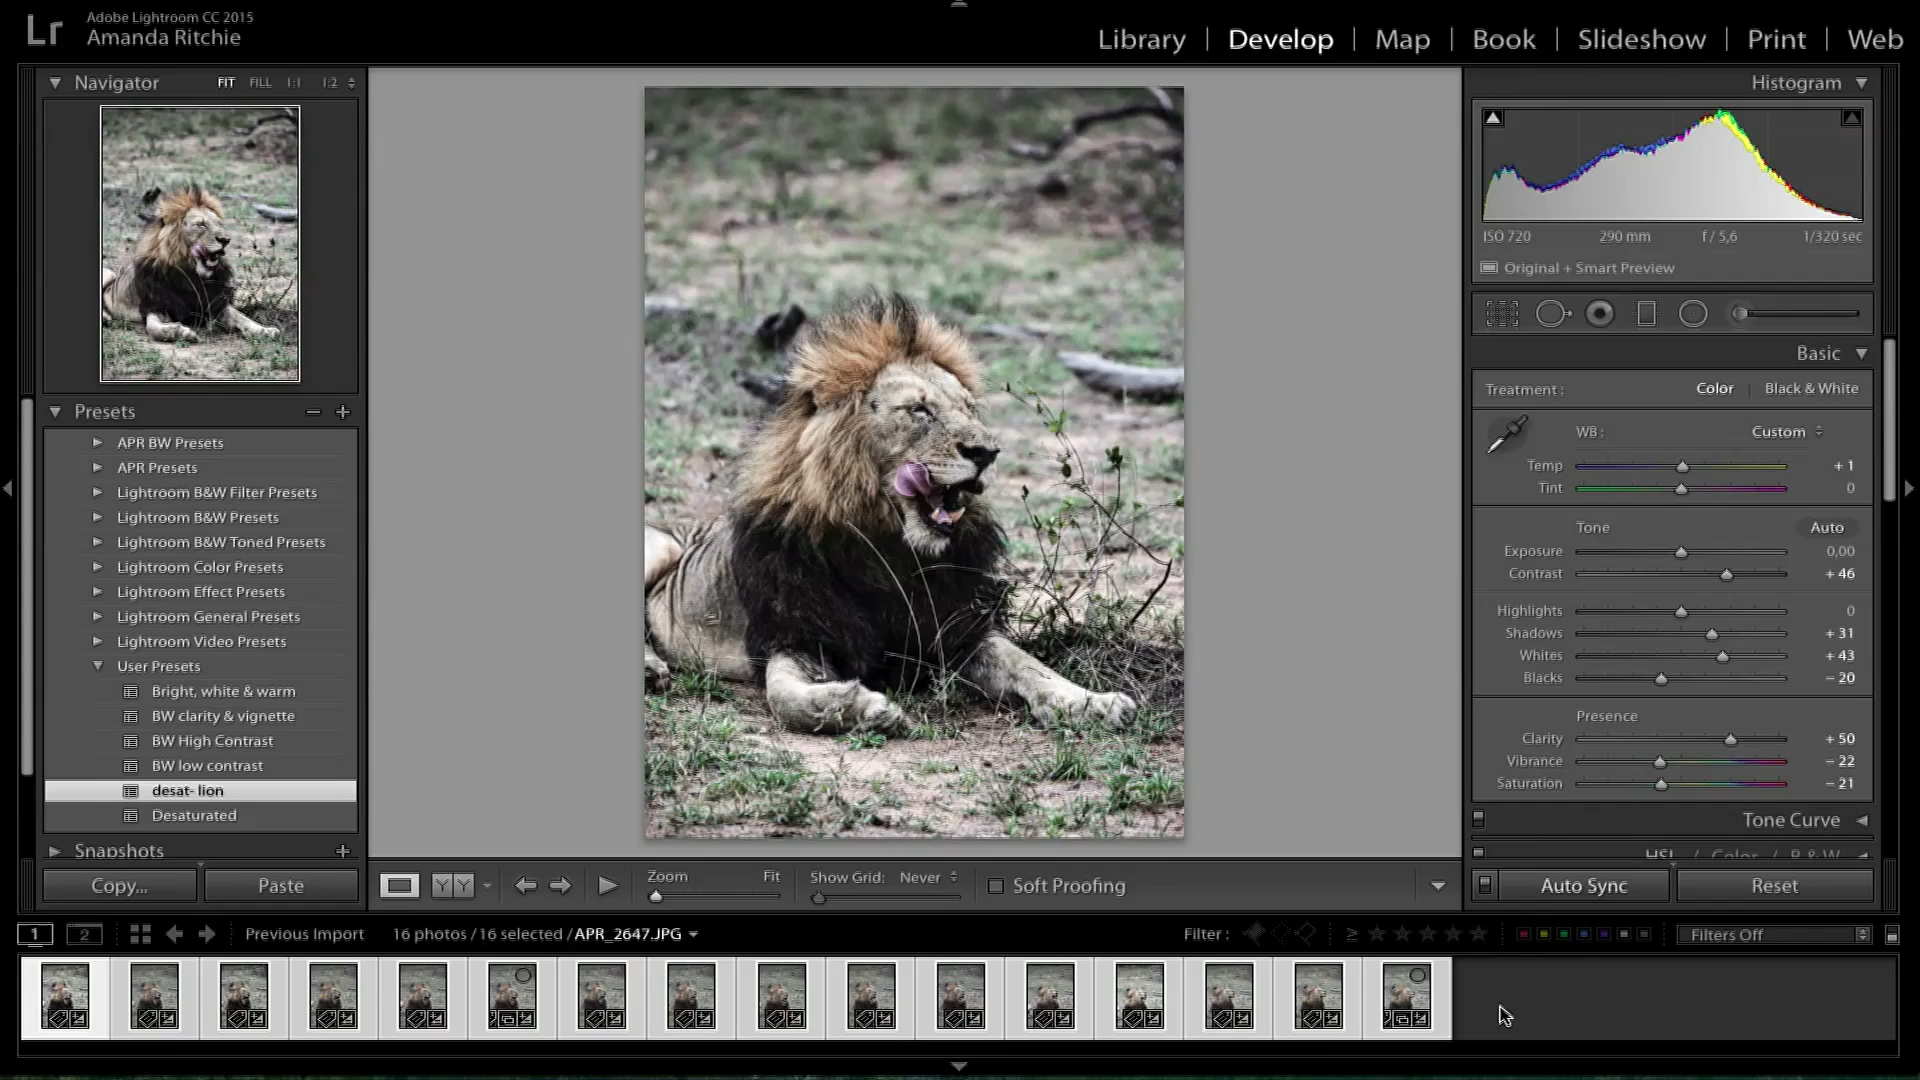 Lr
Adobe Lightroom CC 2015
Amanda Ritchie
Library | Develop | Map | Book | Slideshow | Print | Web
Navigator FIT FILL 1:1 1:2
Presets
APR BW Presets
APR Presets
Lightroom B&W Filter Presets
Lightroom B&W Presets
Lightroom B&W Toned Presets
Lightroom Color Presets
Lightroom Effect Presets
Lightroom General Presets
Lightroom Video Presets
User Presets
Bright, white & warm
BW clarity & vignette
BW High Contrast
BW low contrast
desat- lion
Desaturated
Snapshots
Copy... Paste
Zoom Fit
Show Grid: Never
Soft Proofing
Histogram
ISO 720 290 mm f / 5,6 1/320 sec
Original + Smart Preview
Basic
Treatment : Color | Black & White
WB : Custom
Temp + 1
Tint 0
Tone Auto
Exposure 0,00
Contrast + 46
Highlights 0
Shadows + 31
Whites + 43
Blacks − 20
Presence
Clarity + 50
Vibrance − 22
Saturation − 21
Tone Curve
HSL / Color / B & W
Auto Sync Reset
1 2 Previous Import 16 photos / 16 selected / APR_2647.JPG Filter : ≥ Filters Off